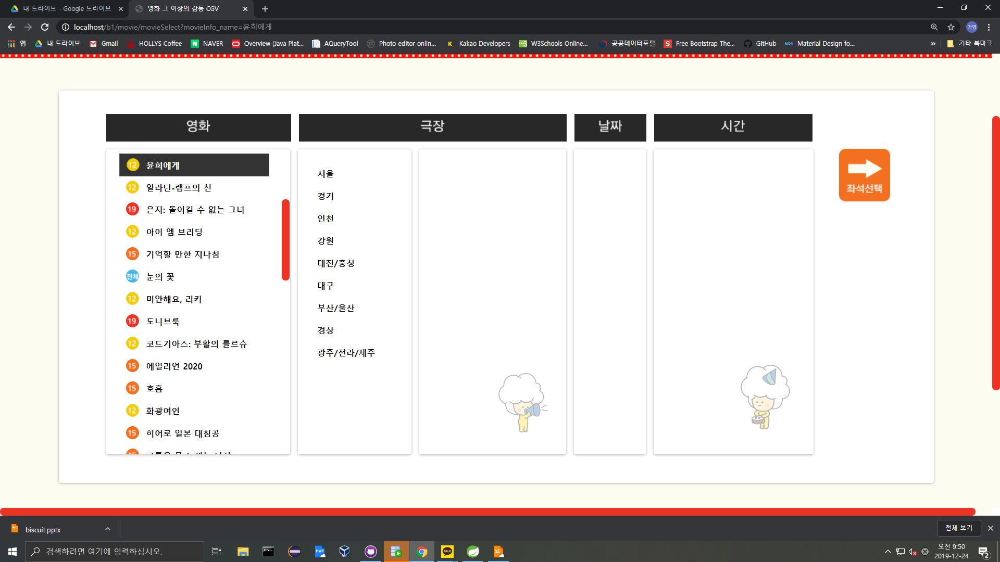 내 드라이브 - Google 드라이브
영화 그 이상의 감동 CGV
localhost/b1/movie/movieSelect?movieInfo_name=윤희에게
가영
앱
내 드라이브
Gmail
HOLLYS Coffee
NAVER
Overview (Java Plat...
AQueryTool
Photo editor onlin...
Kakao Developers
W3Schools Online...
공공데이터포털
Free Bootstrap The...
GitHub
Material Design fo...
»
기타 북마크
영화
극장
날짜
시간
12 윤희에게
12 알라딘-램프의 신
19 은지: 돌이킬 수 없는 그녀
12 아이 엠 브리딩
15 기억할 만한 지나침
전체 눈의 꽃
12 미안해요, 리키
19 도니브룩
12 코드기아스: 부활의 를르슈
15 에일리언 2020
15 호흡
12 화광여인
15 히어로 일본 대침공
서울
경기
인천
강원
대전/충청
대구
부산/울산
경상
광주/전라/제주
좌석선택
biscuit.pptx
전체 보기
검색하려면 여기에 입력하십시오.
HWP
TALK
오전 9:50
2019-12-24
2